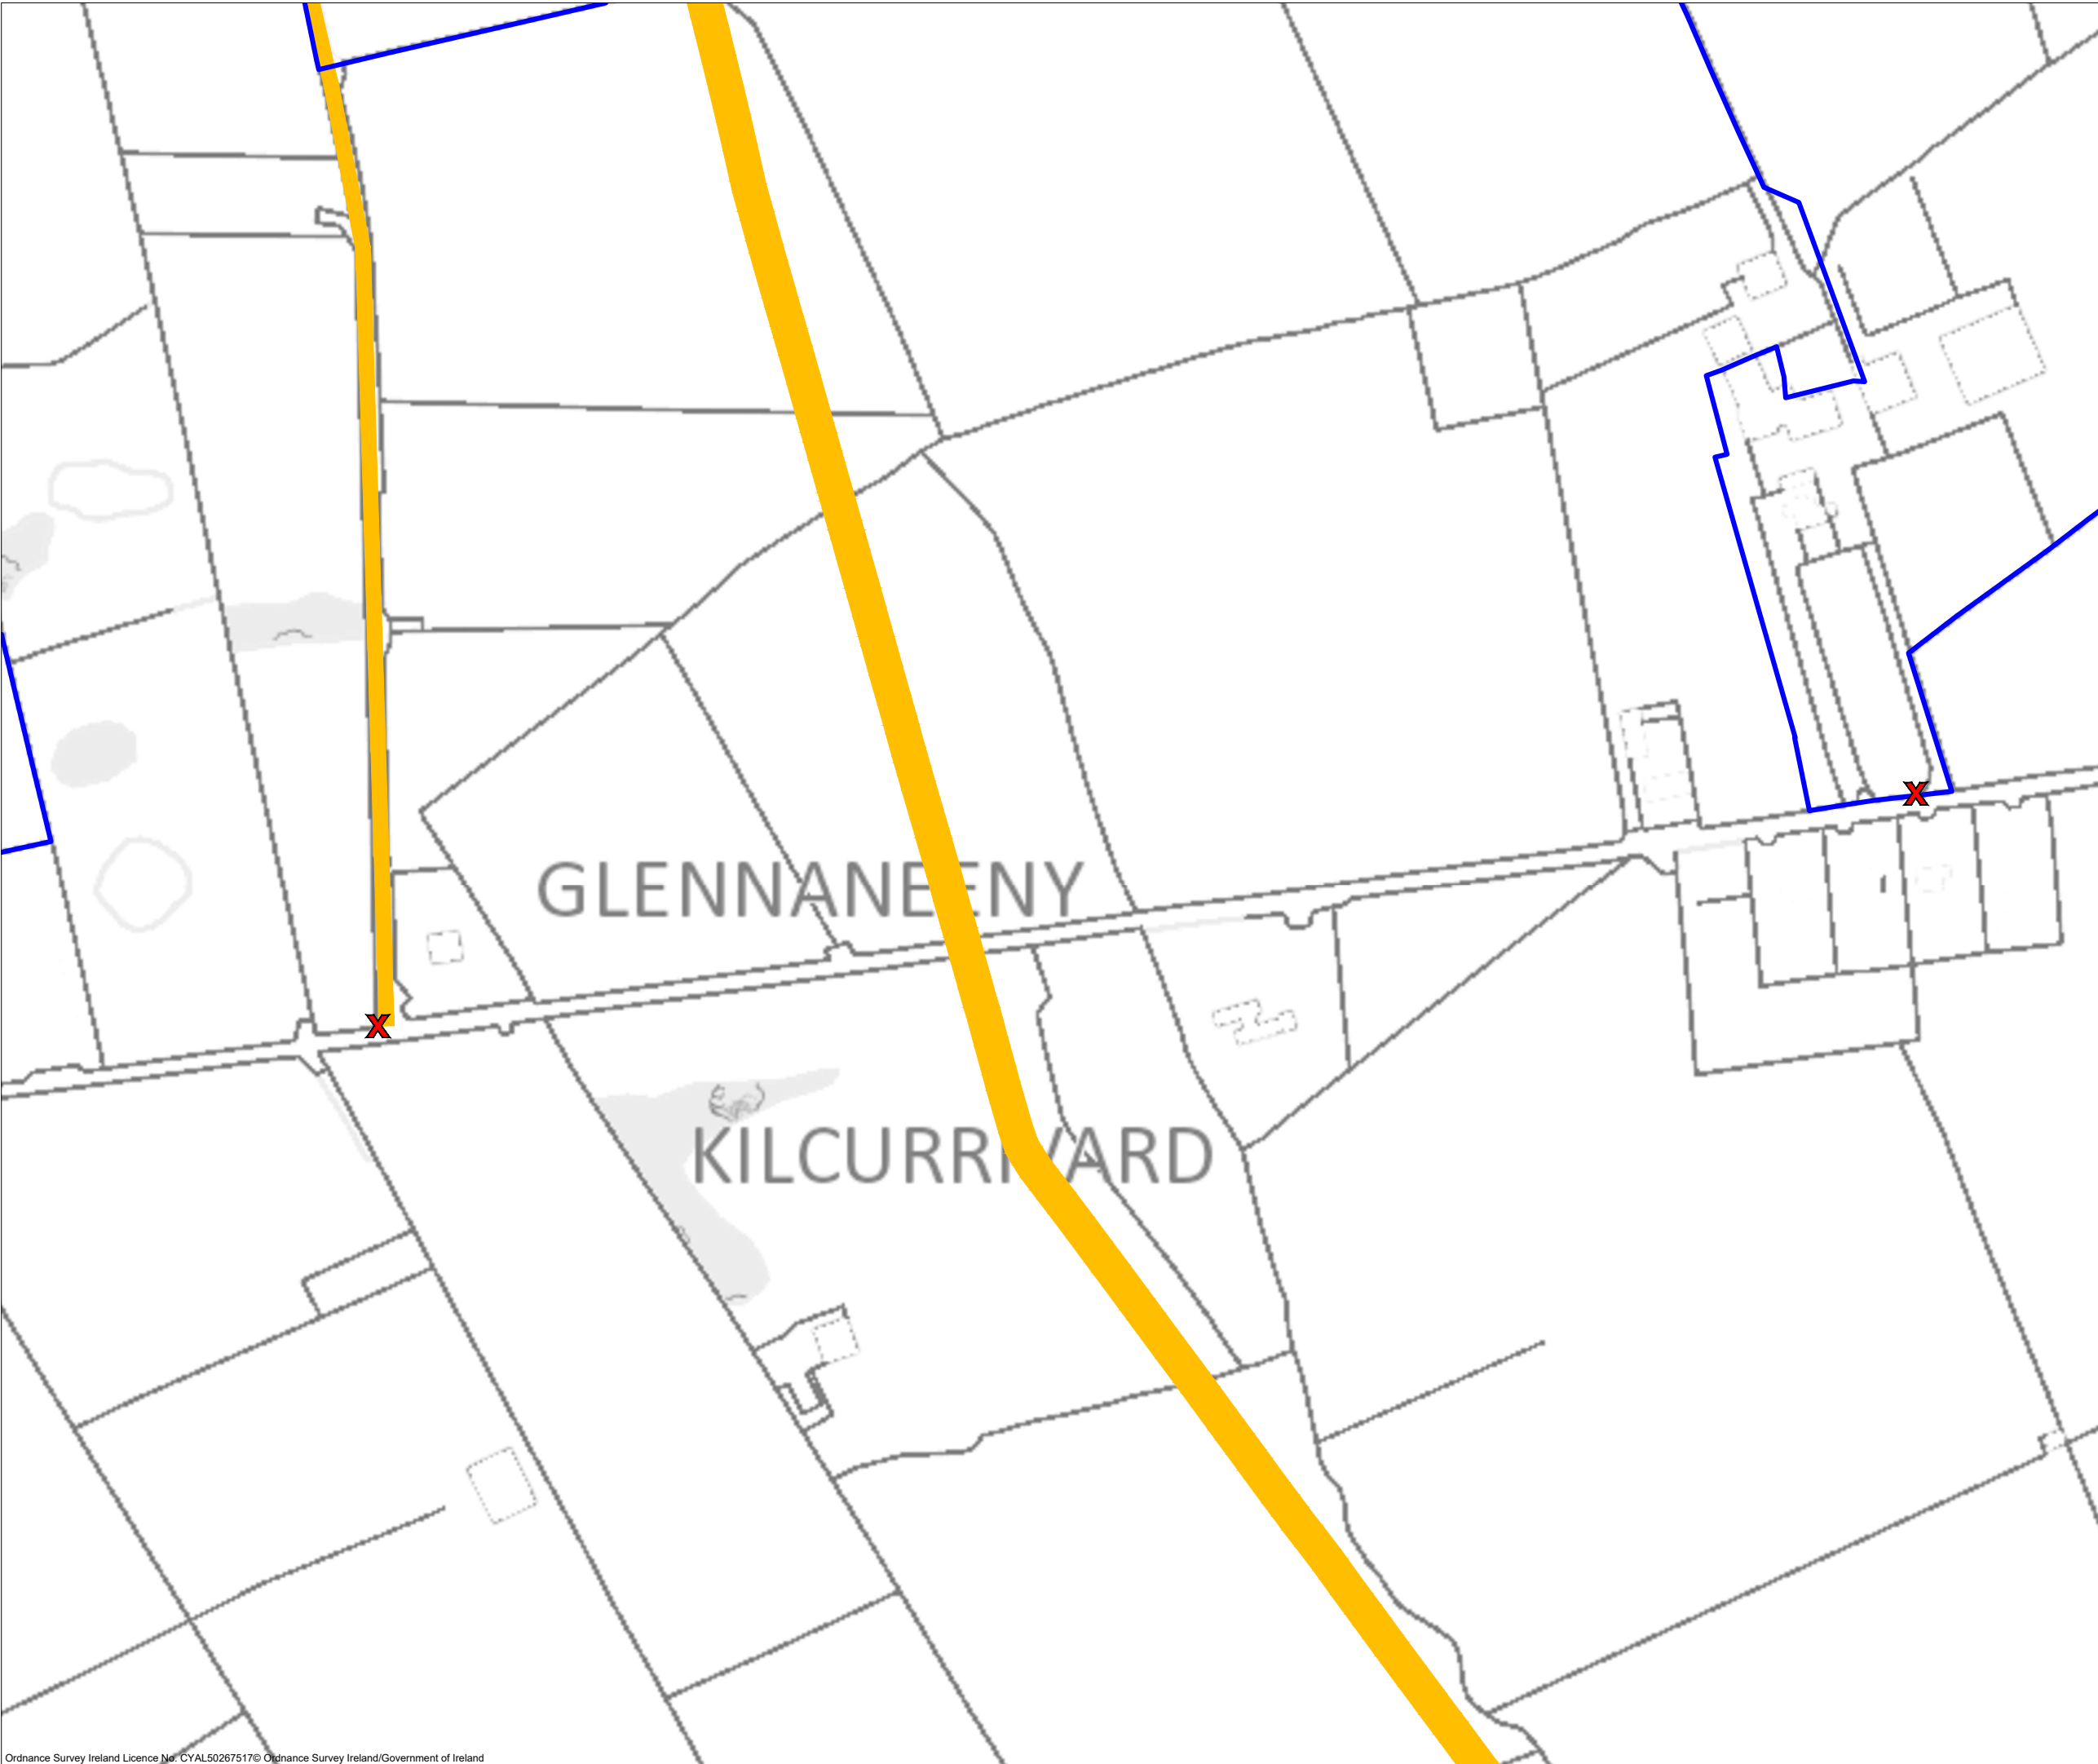 GLENNANEENY
KILCURRIVARD
X
X
Ordnance Survey Ireland Licence No. CYAL50267517© Ordnance Survey Ireland/Government of Ireland